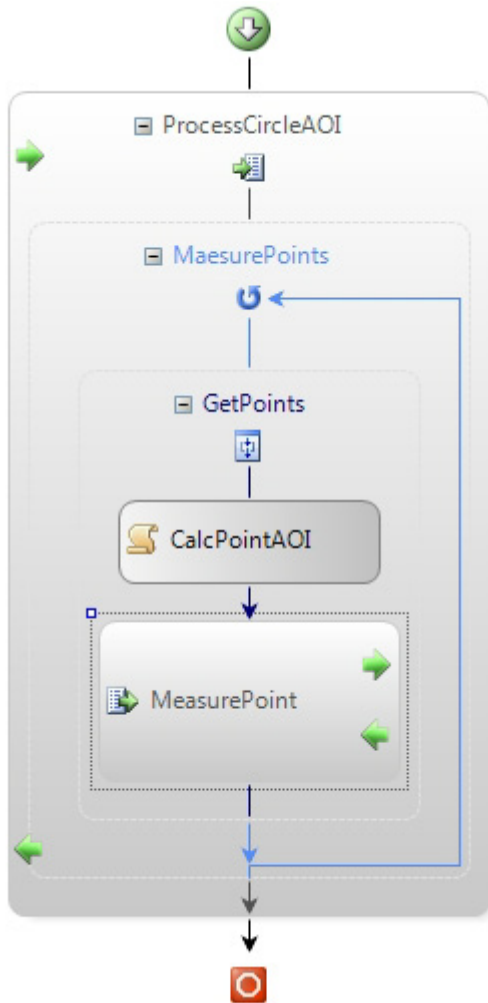 ProcessCircleAOI
MaesurePoints
GetPoints
CalcPointAOI
MeasurePoint